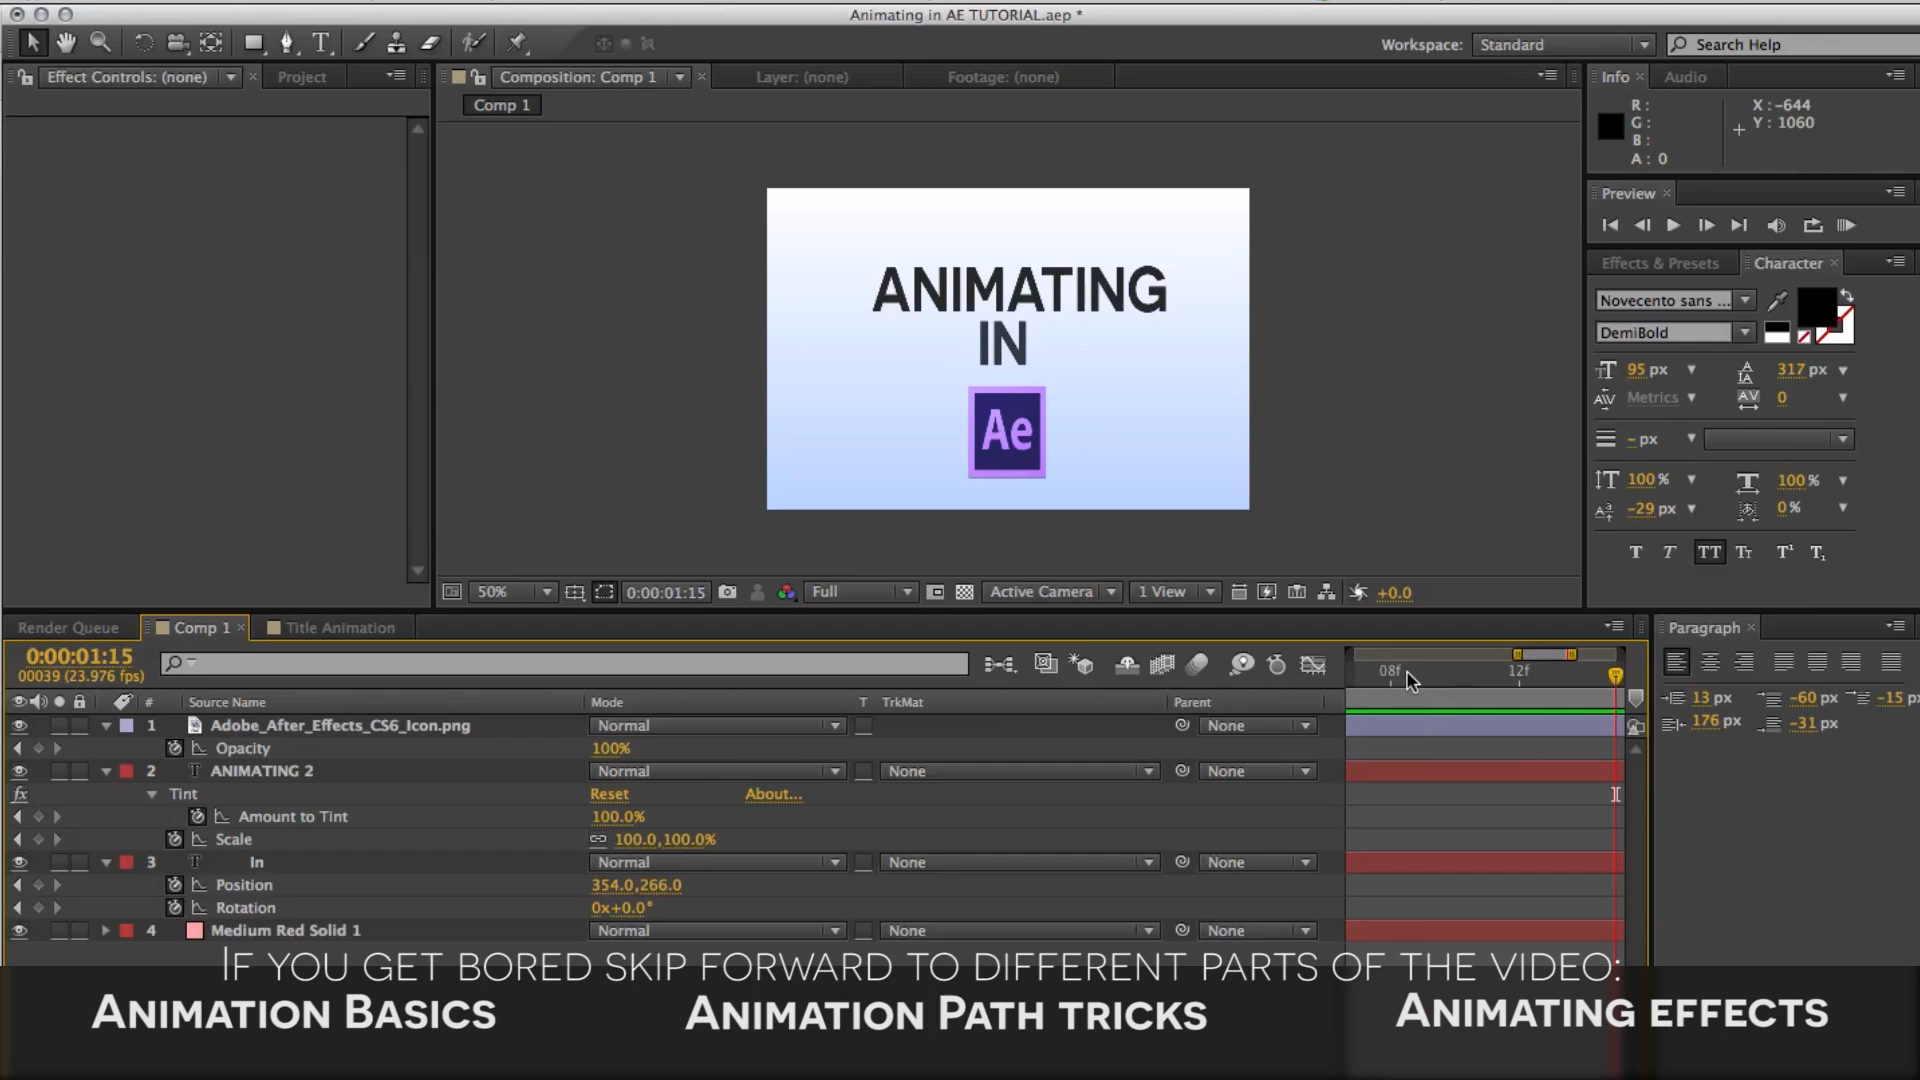 Animating in AE TUTORIAL.aep *
Workspace: Standard Search Help
Effect Controls: (none) Project
Composition: Comp 1 Layer: (none) Footage: (none)
Comp 1
Info Audio
R :
G :
B :
A : 0
X : -644
Y : 1060
Preview
Effects & Presets Character
Novecento sans ...
DemiBold
95 px 317 px
Metrics 0
- px
100 % 100 %
-29 px 0 %
T T TT Tt T¹ T₁
ANIMATING
IN
Ae
50% 0:00:01:15 Full Active Camera 1 View +0.0
Render Queue Comp 1 Title Animation
0:00:01:15
00039 (23.976 fps)
08f 12f
# Source Name Mode T TrkMat Parent
1 Adobe_After_Effects_CS6_Icon.png Normal None
Opacity 100%
2 ANIMATING 2 Normal None None
fx Tint Reset About...
Amount to Tint 100.0%
Scale 100.0,100.0%
3 In Normal None None
Position 354.0,266.0
Rotation 0x+0.0°
4 Medium Red Solid 1 Normal None None
Paragraph
13 px -60 px -15 px
176 px -31 px
IF YOU GET BORED SKIP FORWARD TO DIFFERENT PARTS OF THE VIDEO:
ANIMATION BASICS ANIMATION PATH TRICKS ANIMATING EFFECTS